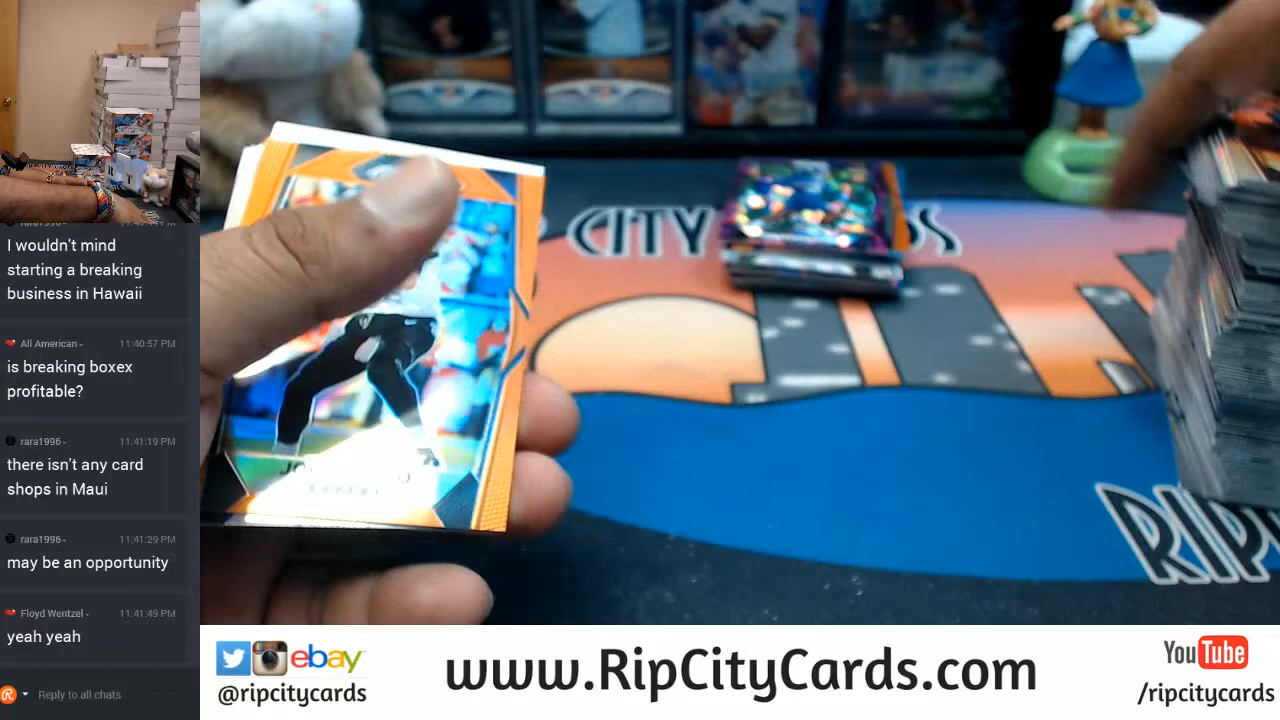 rara1996-
I wouldn't mind
starting a breaking
business in Hawaii
All American- 11:40:57 PM
is breaking boxex
profitable?
rara1996- 11:41:19 PM
there isn't any card
shops in Maui
rara1996- 11:41:29 PM
may be an opportunity
Floyd Wentzel- 11:41:49 PM
yeah yeah
Reply to all chats
CITY
DS
RIP
ebay
@ripcitycards
www.RipCityCards.com
YouTube
/ripcitycards